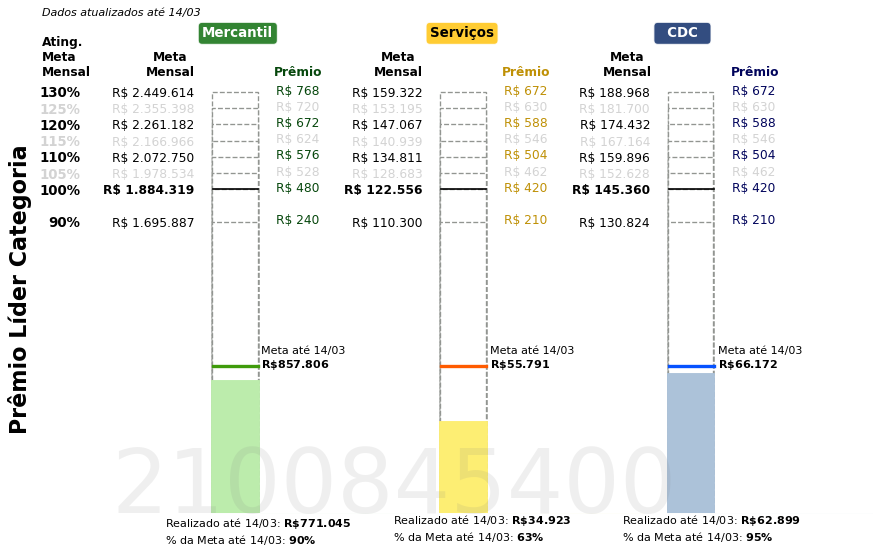 Dados atualizados até 14/03
Mercantil Serviços CDC
Ating.
Meta Meta Meta Meta
Mensal Mensal Prêmio Mensal Prêmio Mensal Prêmio
130% R$ 2.449.614 R$ 768 R$ 159.322 R$ 672 R$ 188.968 R$ 672
125% R$ 2.355.398 R$ 720 R$ 153.195 R$ 630 R$ 181.700 R$ 630
120% R$ 2.261.182 R$ 672 R$ 147.067 R$ 588 R$ 174.432 R$ 588
115% R$ 2.166.966 R$ 624 R$ 140.939 R$ 546 R$ 167.164 R$ 546
110% R$ 2.072.750 R$ 576 R$ 134.811 R$ 504 R$ 159.896 R$ 504
105% R$ 1.978.534 R$ 528 R$ 128.683 R$ 462 R$ 152.628 R$ 462
100% R$ 1.884.319 R$ 480 R$ 122.556 R$ 420 R$ 145.360 R$ 420
90% R$ 1.695.887 R$ 240 R$ 110.300 R$ 210 R$ 130.824 R$ 210
Prêmio Líder Categoria
Meta até 14/03 Meta até 14/03 Meta até 14/03
R$857.806 R$55.791 R$66.172
2100845400
Realizado até 14/03: R$771.045 Realizado até 14/03: R$34.923 Realizado até 14/03: R$62.899
% da Meta até 14/03: 90% % da Meta até 14/03: 63% % da Meta até 14/03: 95%